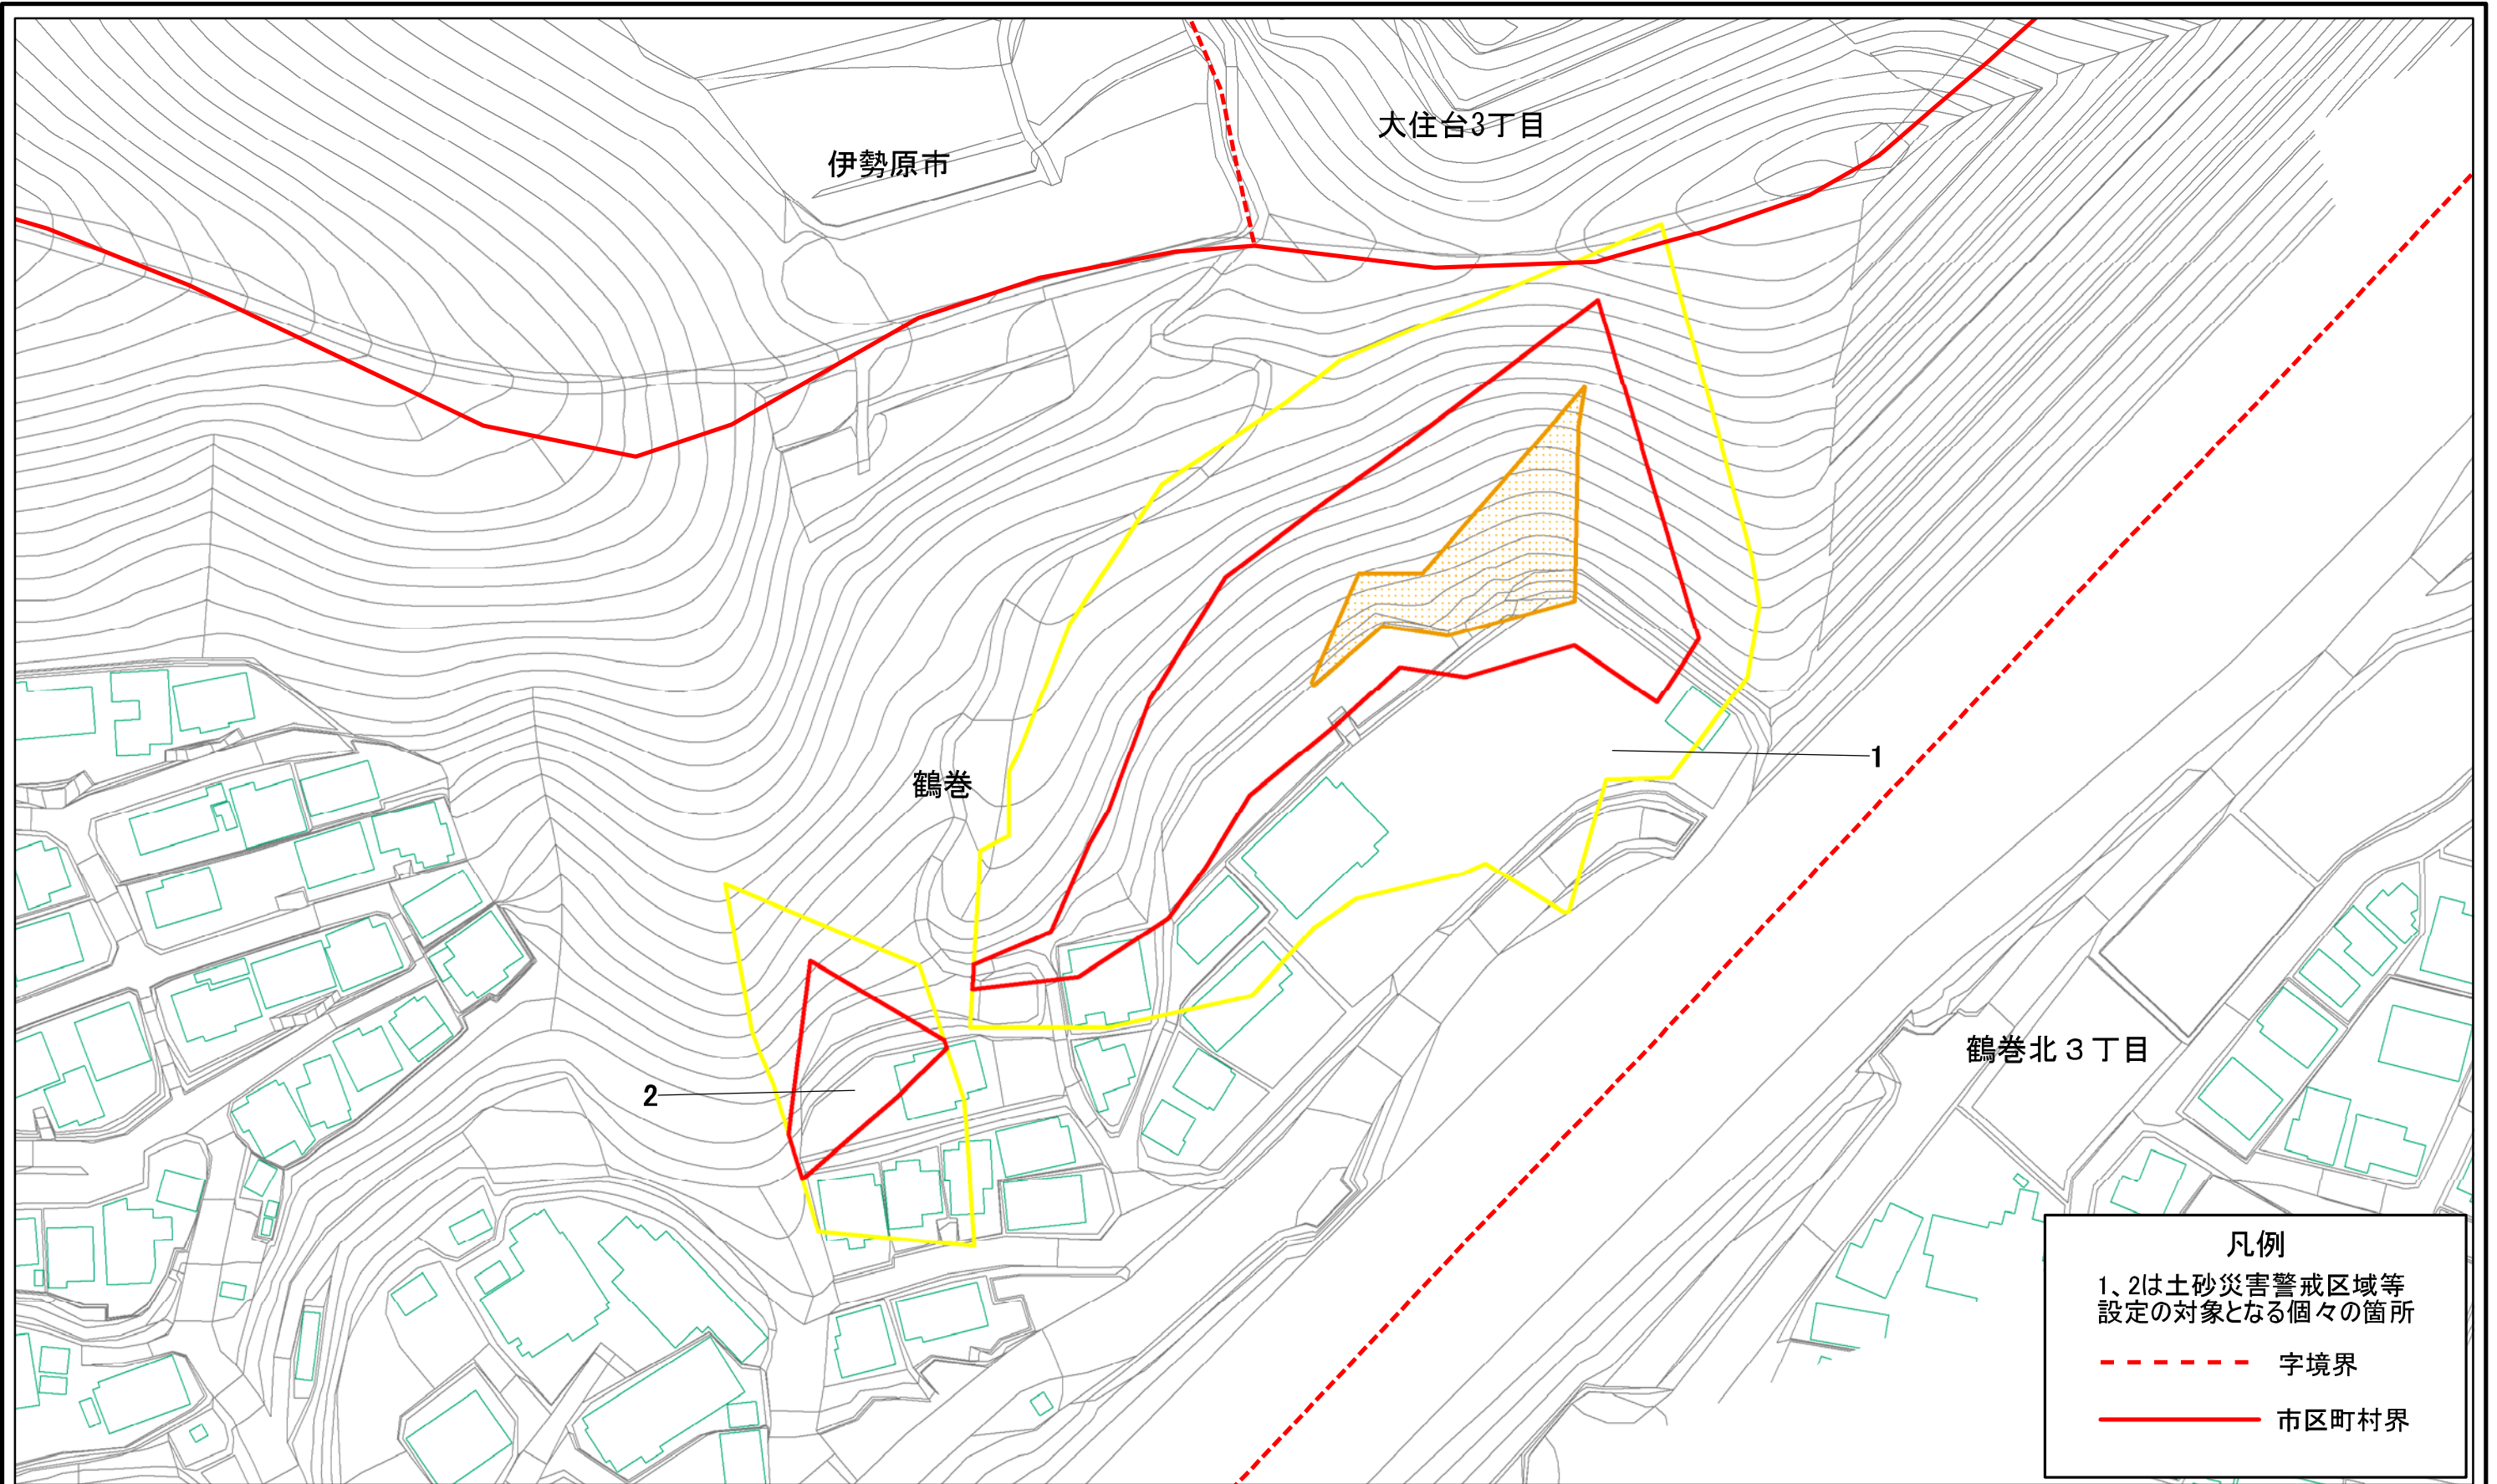 大住台3丁目
伊勢原市
1
鶴巻
鶴巻北３丁目
2
凡例
1、2は土砂災害警戒区域等
設定の対象となる個々の箇所
字境界
市区町村界